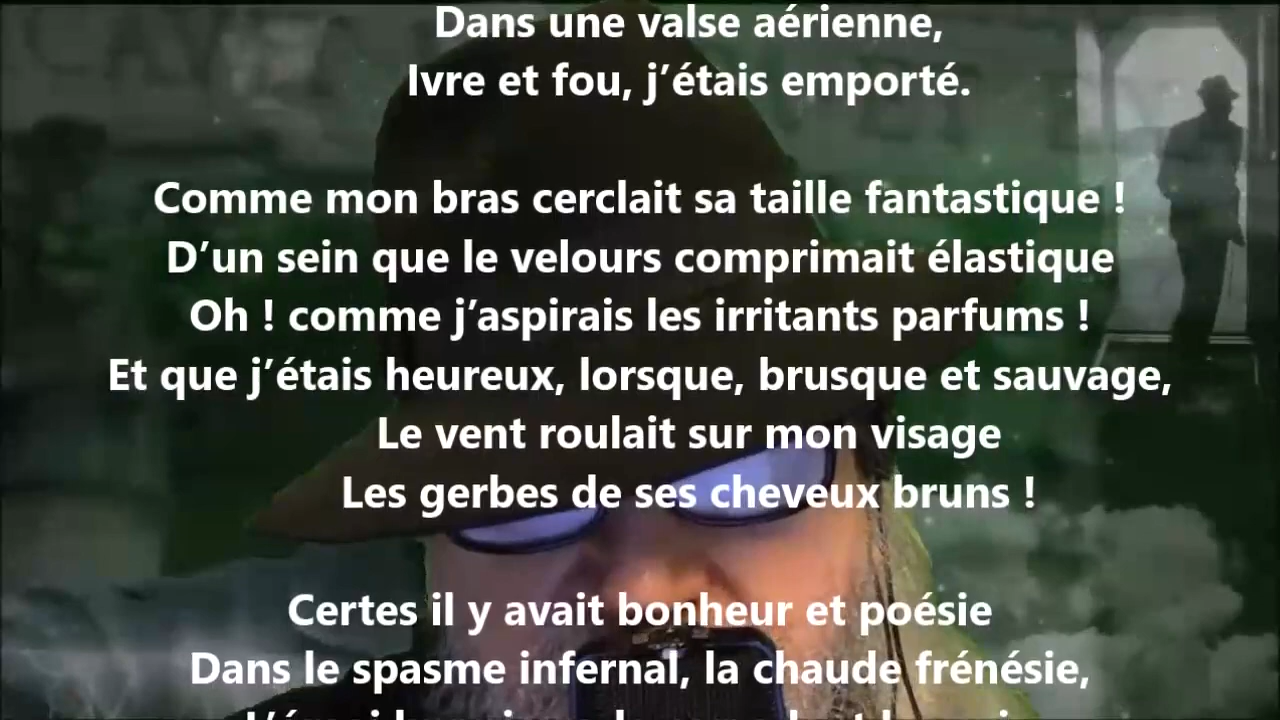 Dans une valse aérienne,
Ivre et fou, j’étais emporté.
Comme mon bras cerclait sa taille fantastique !
D’un sein que le velours comprimait élastique
Oh ! comme j’aspirais les irritants parfums !
Et que j’étais heureux, lorsque, brusque et sauvage,
Le vent roulait sur mon visage
Les gerbes de ses cheveux bruns !
Certes il y avait bonheur et poésie
Dans le spasme infernal, la chaude frénésie,